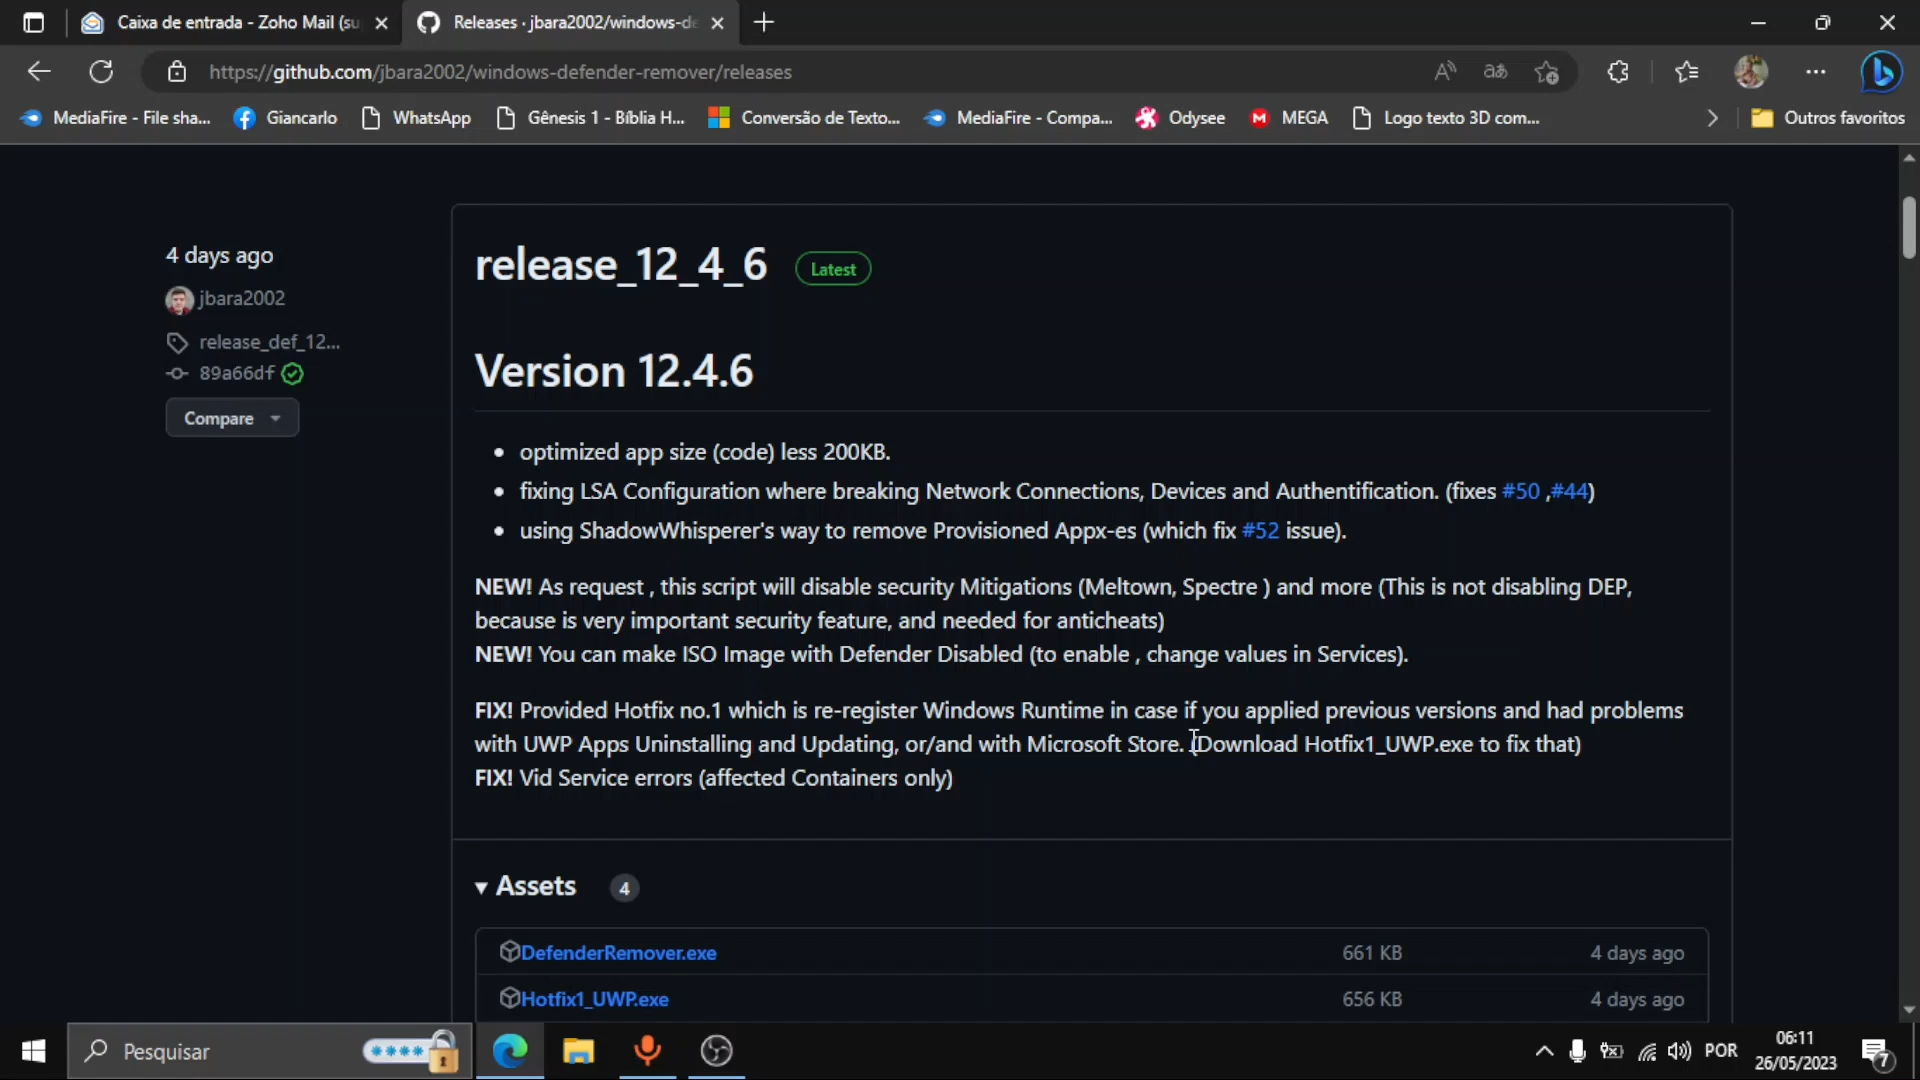 Caixa de entrada - Zoho Mail (su
Releases · jbara2002/windows-de
https://github.com/jbara2002/windows-defender-remover/releases
MediaFire - File sha...
Giancarlo
WhatsApp
Gênesis 1 - Bíblia H...
Conversão de Texto...
MediaFire - Compa...
Odysee
MEGA
Logo texto 3D com...
Outros favoritos
4 days ago
jbara2002
release_def_12...
89a66df
Compare
release_12_4_6 Latest
Version 12.4.6
• optimized app size (code) less 200KB.
• fixing LSA Configuration where breaking Network Connections, Devices and Authentification. (fixes #50 ,#44)
• using ShadowWhisperer's way to remove Provisioned Appx-es (which fix #52 issue).
NEW! As request , this script will disable security Mitigations (Meltown, Spectre ) and more (This is not disabling DEP,
because is very important security feature, and needed for anticheats)
NEW! You can make ISO Image with Defender Disabled (to enable , change values in Services).
FIX! Provided Hotfix no.1 which is re-register Windows Runtime in case if you applied previous versions and had problems
with UWP Apps Uninstalling and Updating, or/and with Microsoft Store. (Download Hotfix1_UWP.exe to fix that)
FIX! Vid Service errors (affected Containers only)
Assets 4
DefenderRemover.exe 661 KB 4 days ago
Hotfix1_UWP.exe 656 KB 4 days ago
Pesquisar
POR
06:11
26/05/2023
7